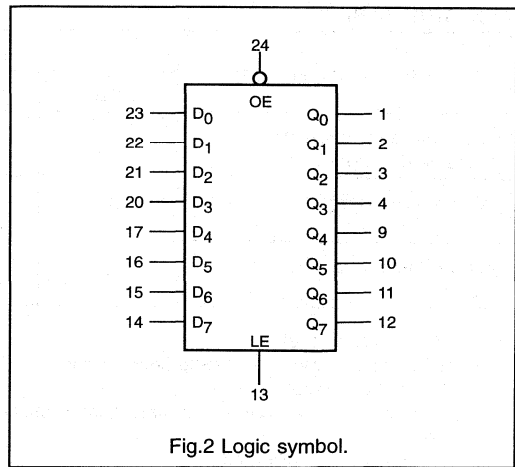 24
OE
23 D0 Q0 1
22 D1 Q1 2
21 D2 Q2 3
20 D3 Q3 4
17 D4 Q4 9
16 D5 Q5 10
15 D6 Q6 11
14 D7 Q7 12
LE
13
Fig.2 Logic symbol.